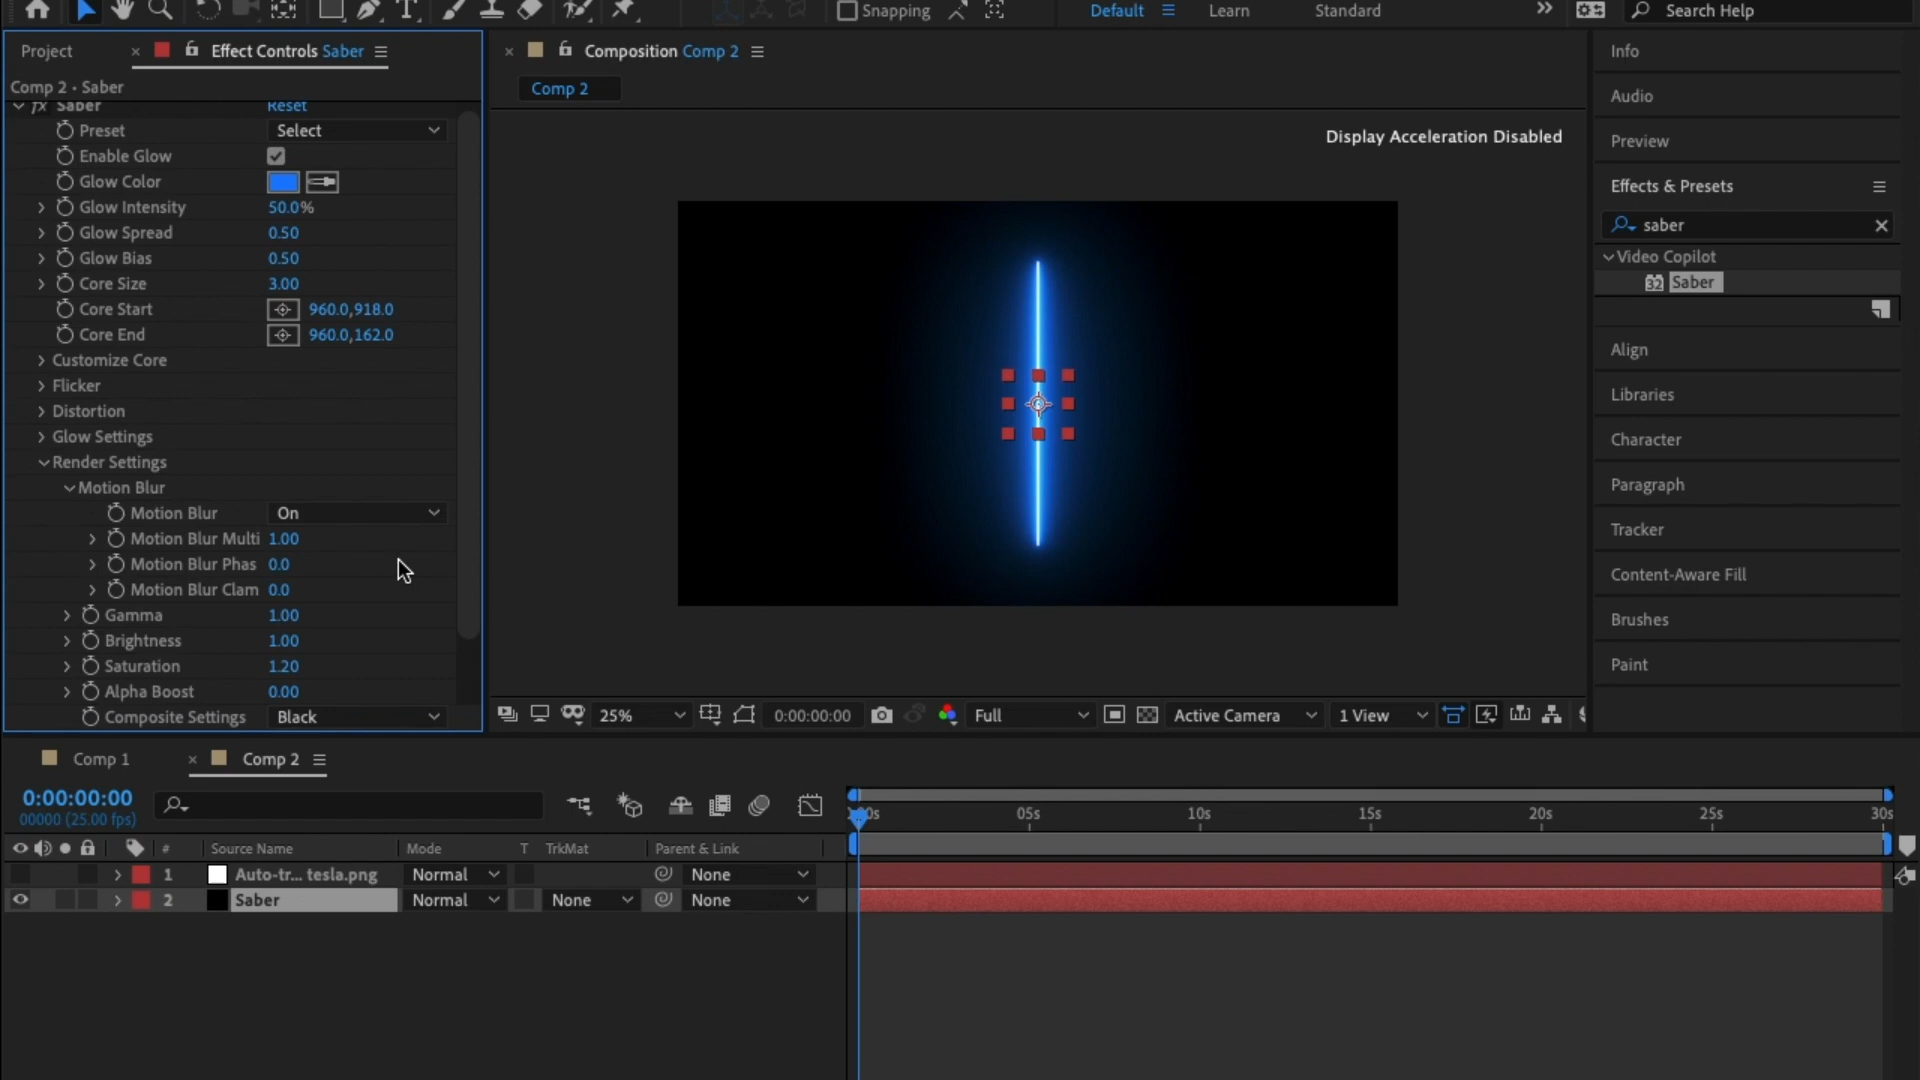 Snapping
Default
Learn
Standard
Search Help
Project
Effect Controls Saber
Comp 2 • Saber
fx Saber Reset
Preset Select
Enable Glow
Glow Color
Glow Intensity 50.0%
Glow Spread 0.50
Glow Bias 0.50
Core Size 3.00
Core Start 960.0,918.0
Core End 960.0,162.0
Customize Core
Flicker
Distortion
Glow Settings
Render Settings
Motion Blur
Motion Blur On
Motion Blur Multi 1.00
Motion Blur Phas 0.0
Motion Blur Clam 0.0
Gamma 1.00
Brightness 1.00
Saturation 1.20
Alpha Boost 0.00
Composite Settings Black
Composition Comp 2
Comp 2
Display Acceleration Disabled
25%
0:00:00:00
Full
Active Camera
1 View
Info
Audio
Preview
Effects & Presets
saber
Video Copilot
32 Saber
Align
Libraries
Character
Paragraph
Tracker
Content-Aware Fill
Brushes
Paint
Comp 1
Comp 2
0:00:00:00
00000 (25.00 fps)
05s 10s 15s 20s 25s 30s
# Source Name Mode T TrkMat Parent & Link
1 Auto-tr... tesla.png Normal None
2 Saber Normal None None